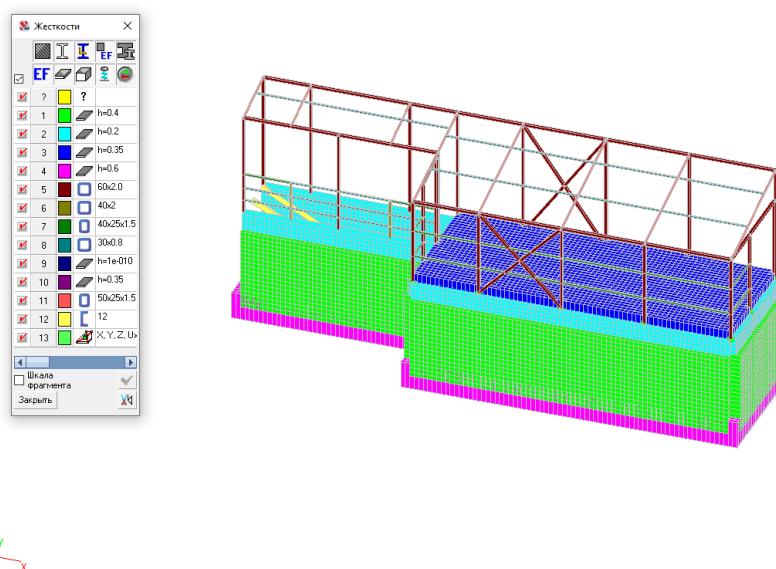 Жесткости
EF
EF
? ?
1 h=0.4
2 h=0.2
3 h=0.35
4 h=0.6
5 60x2.0
6 40x2
7 40x25x1.5
8 30x0.8
9 h=1e-010
10 h=0.35
11 50x25x1.5
12 12
13 X, Y, Z, Ux
Шкала
фрагмента
Закрыть
Y
X